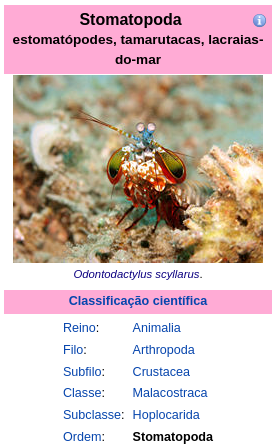 Stomatopoda
estomatópodes, tamarutacas, lacraias-
do-mar
Odontodactylus scyllarus.
Classificação científica
Reino: Animalia
Filo: Arthropoda
Subfilo: Crustacea
Classe: Malacostraca
Subclasse: Hoplocarida
Ordem: Stomatopoda